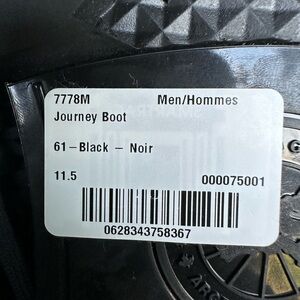 7778M Men/Hommes
Journey Boot
61-Black - Noir
11.5 000075001
0628343758367